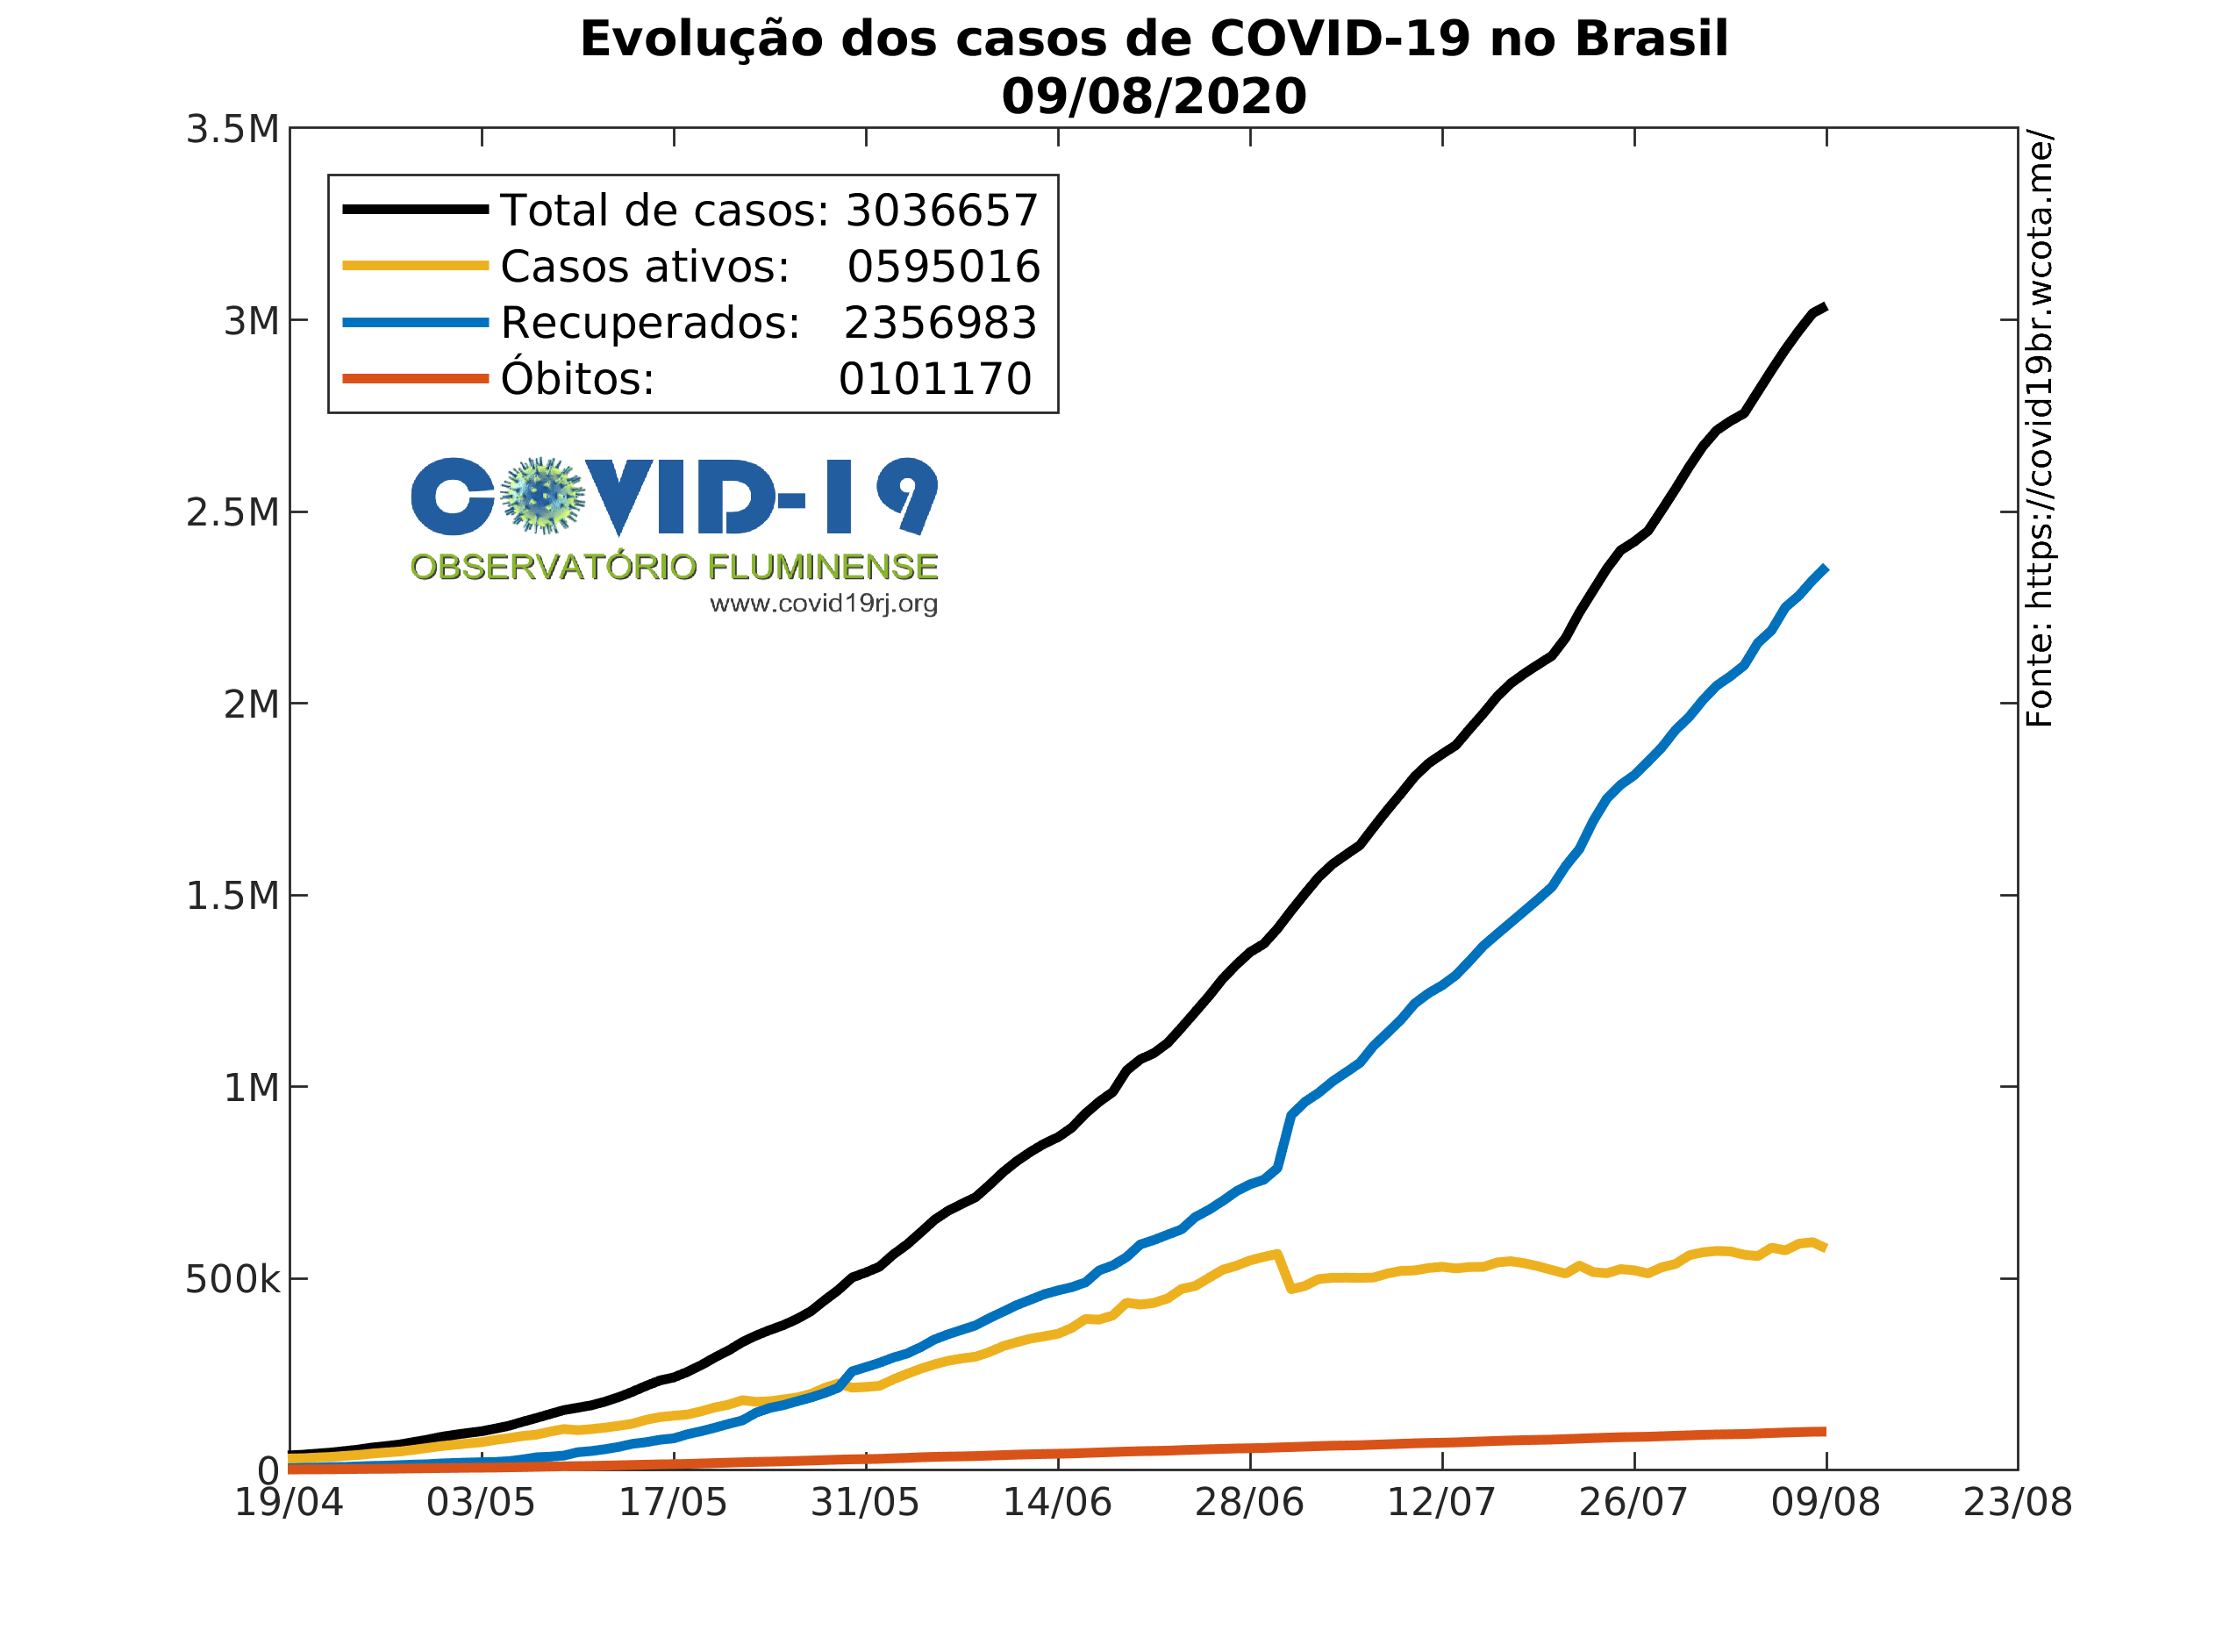 Evolução dos casos de COVID-19 no Brasil
09/08/2020
3.5M
3M
2.5M
2M
1.5M
1M
500k
0
Total de casos: 3036657
Casos ativos: 0595016
Recuperados: 2356983
Óbitos: 0101170
COVID-19
OBSERVATÓRIO FLUMINENSE
www.covid19rj.org
Fonte: https://covid19br.wcota.me/
19/04 03/05 17/05 31/05 14/06 28/06 12/07 26/07 09/08 23/08